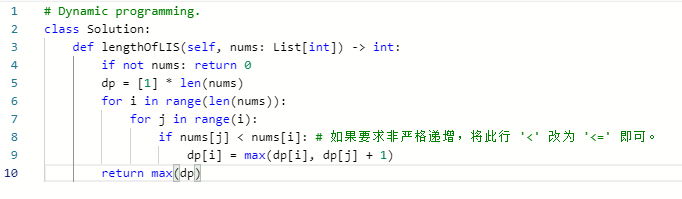 1 # Dynamic programming.
2 class Solution:
3     def lengthOfLIS(self, nums: List[int]) -> int:
4         if not nums: return 0
5         dp = [1] * len(nums)
6         for i in range(len(nums)):
7             for j in range(i):
8                 if nums[j] < nums[i]: # 如果要求非严格递增，将此行 '<' 改为 '<=' 即可。
9                     dp[i] = max(dp[i], dp[j] + 1)
10         return max(dp)